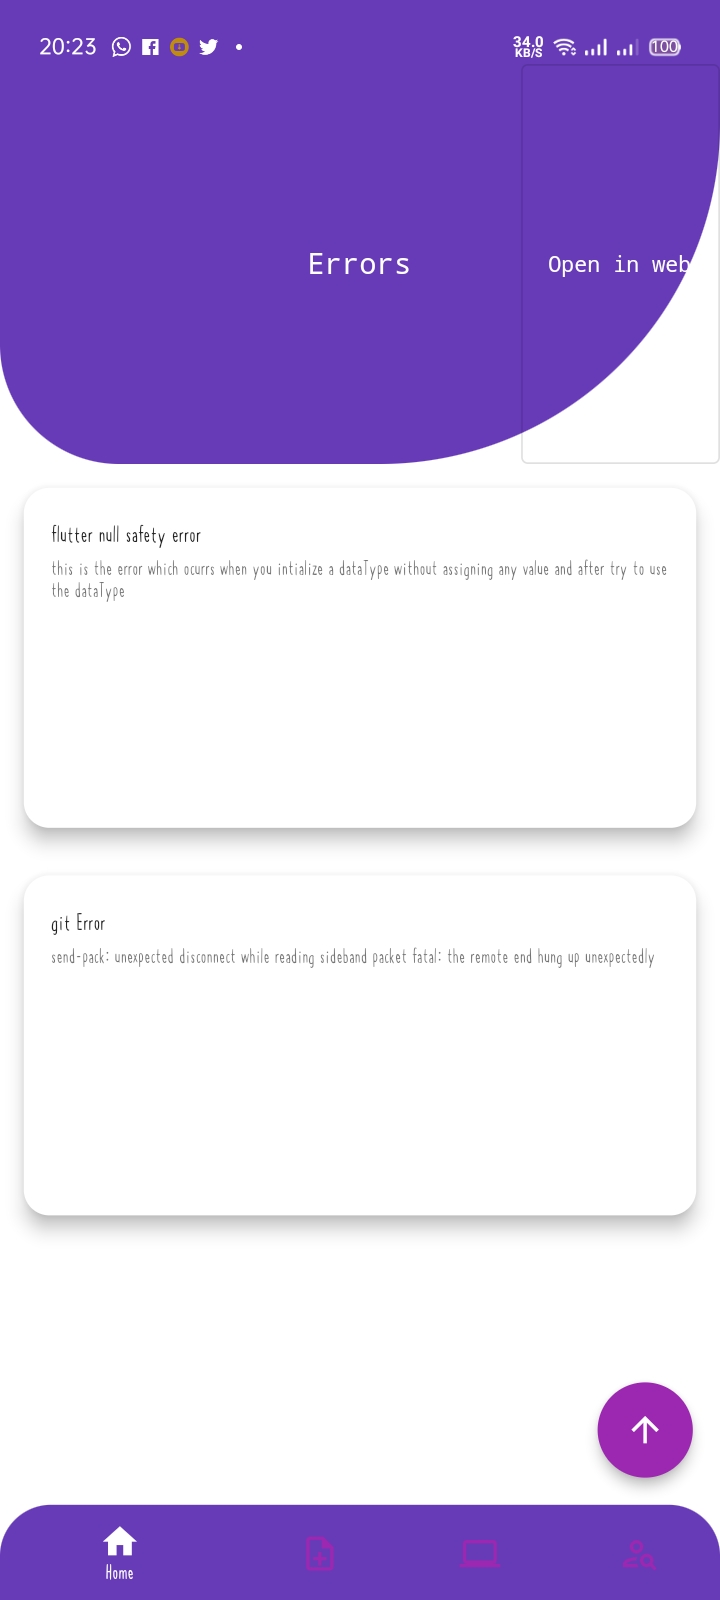 20:23
34.0
KB/S
100
Errors
Open in web
flutter null safety error
this is the error which ocurrs when you intialize a dataType without assigning any value and after try to use
the dataType
git Error
send-pack: unexpected disconnect while reading sideband packet fatal: the remote end hung up unexpectedly
Home